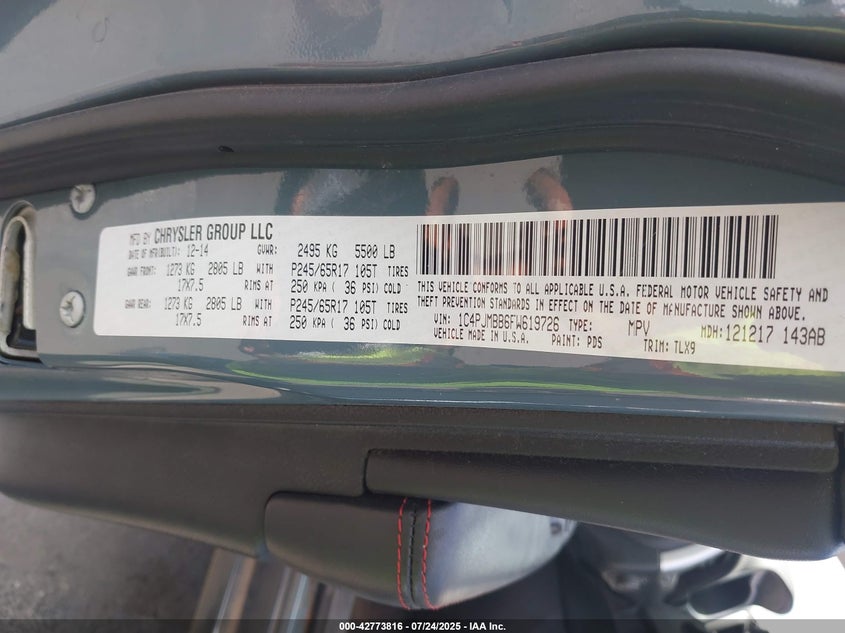 MFD BY CHRYSLER GROUP LLC
DATE OF MFR(BUILT): 12-14 GVWR: 2495 KG 5500 LB
GAWR FRONT: 1273 KG 2805 LB WITH P245/65R17 105T TIRES
17X7.5 RIMS AT 250 KPA ( 36 PSI) COLD
GAWR REAR: 1273 KG 2805 LB WITH P245/65R17 105T TIRES
17X7.5 RIMS AT 250 KPA ( 36 PSI) COLD
THIS VEHICLE CONFORMS TO ALL APPLICABLE U.S.A. FEDERAL MOTOR VEHICLE SAFETY AND
THEFT PREVENTION STANDARDS IN EFFECT ON THE DATE OF MANUFACTURE SHOWN ABOVE.
VIN: 1C4PJMBB6FW619726 TYPE: MPV MDH: 121217 143AB
VEHICLE MADE IN U.S.A. PAINT: PDS TRIM: TLX9
000-42773816 - 07/24/2025 - IAA Inc.